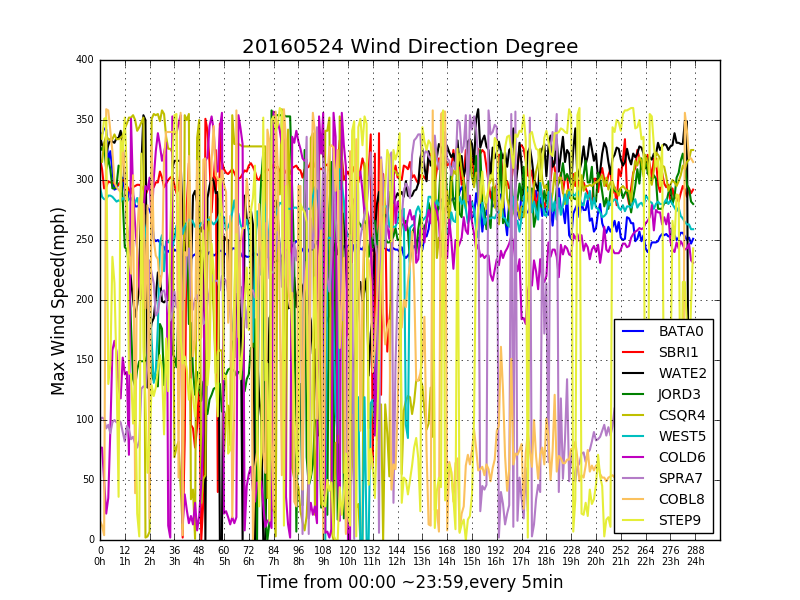 20160524 Wind Direction Degree
Max Wind Speed(mph)
400
350
300
250
200
150
100
50
0
BATA0
SBRI1
WATE2
JORD3
CSQR4
WEST5
COLD6
SPRA7
COBL8
STEP9
0 12 24 36 48 60 72 84 96 108 120 132 144 156 168 180 192 204 216 228 240 252 264 276 288
0h 1h 2h 3h 4h 5h 6h 7h 8h 9h 10h 11h 12h 13h 14h 15h 16h 17h 18h 19h 20h 21h 22h 23h 24h
Time from 00:00 ~23:59,every 5min